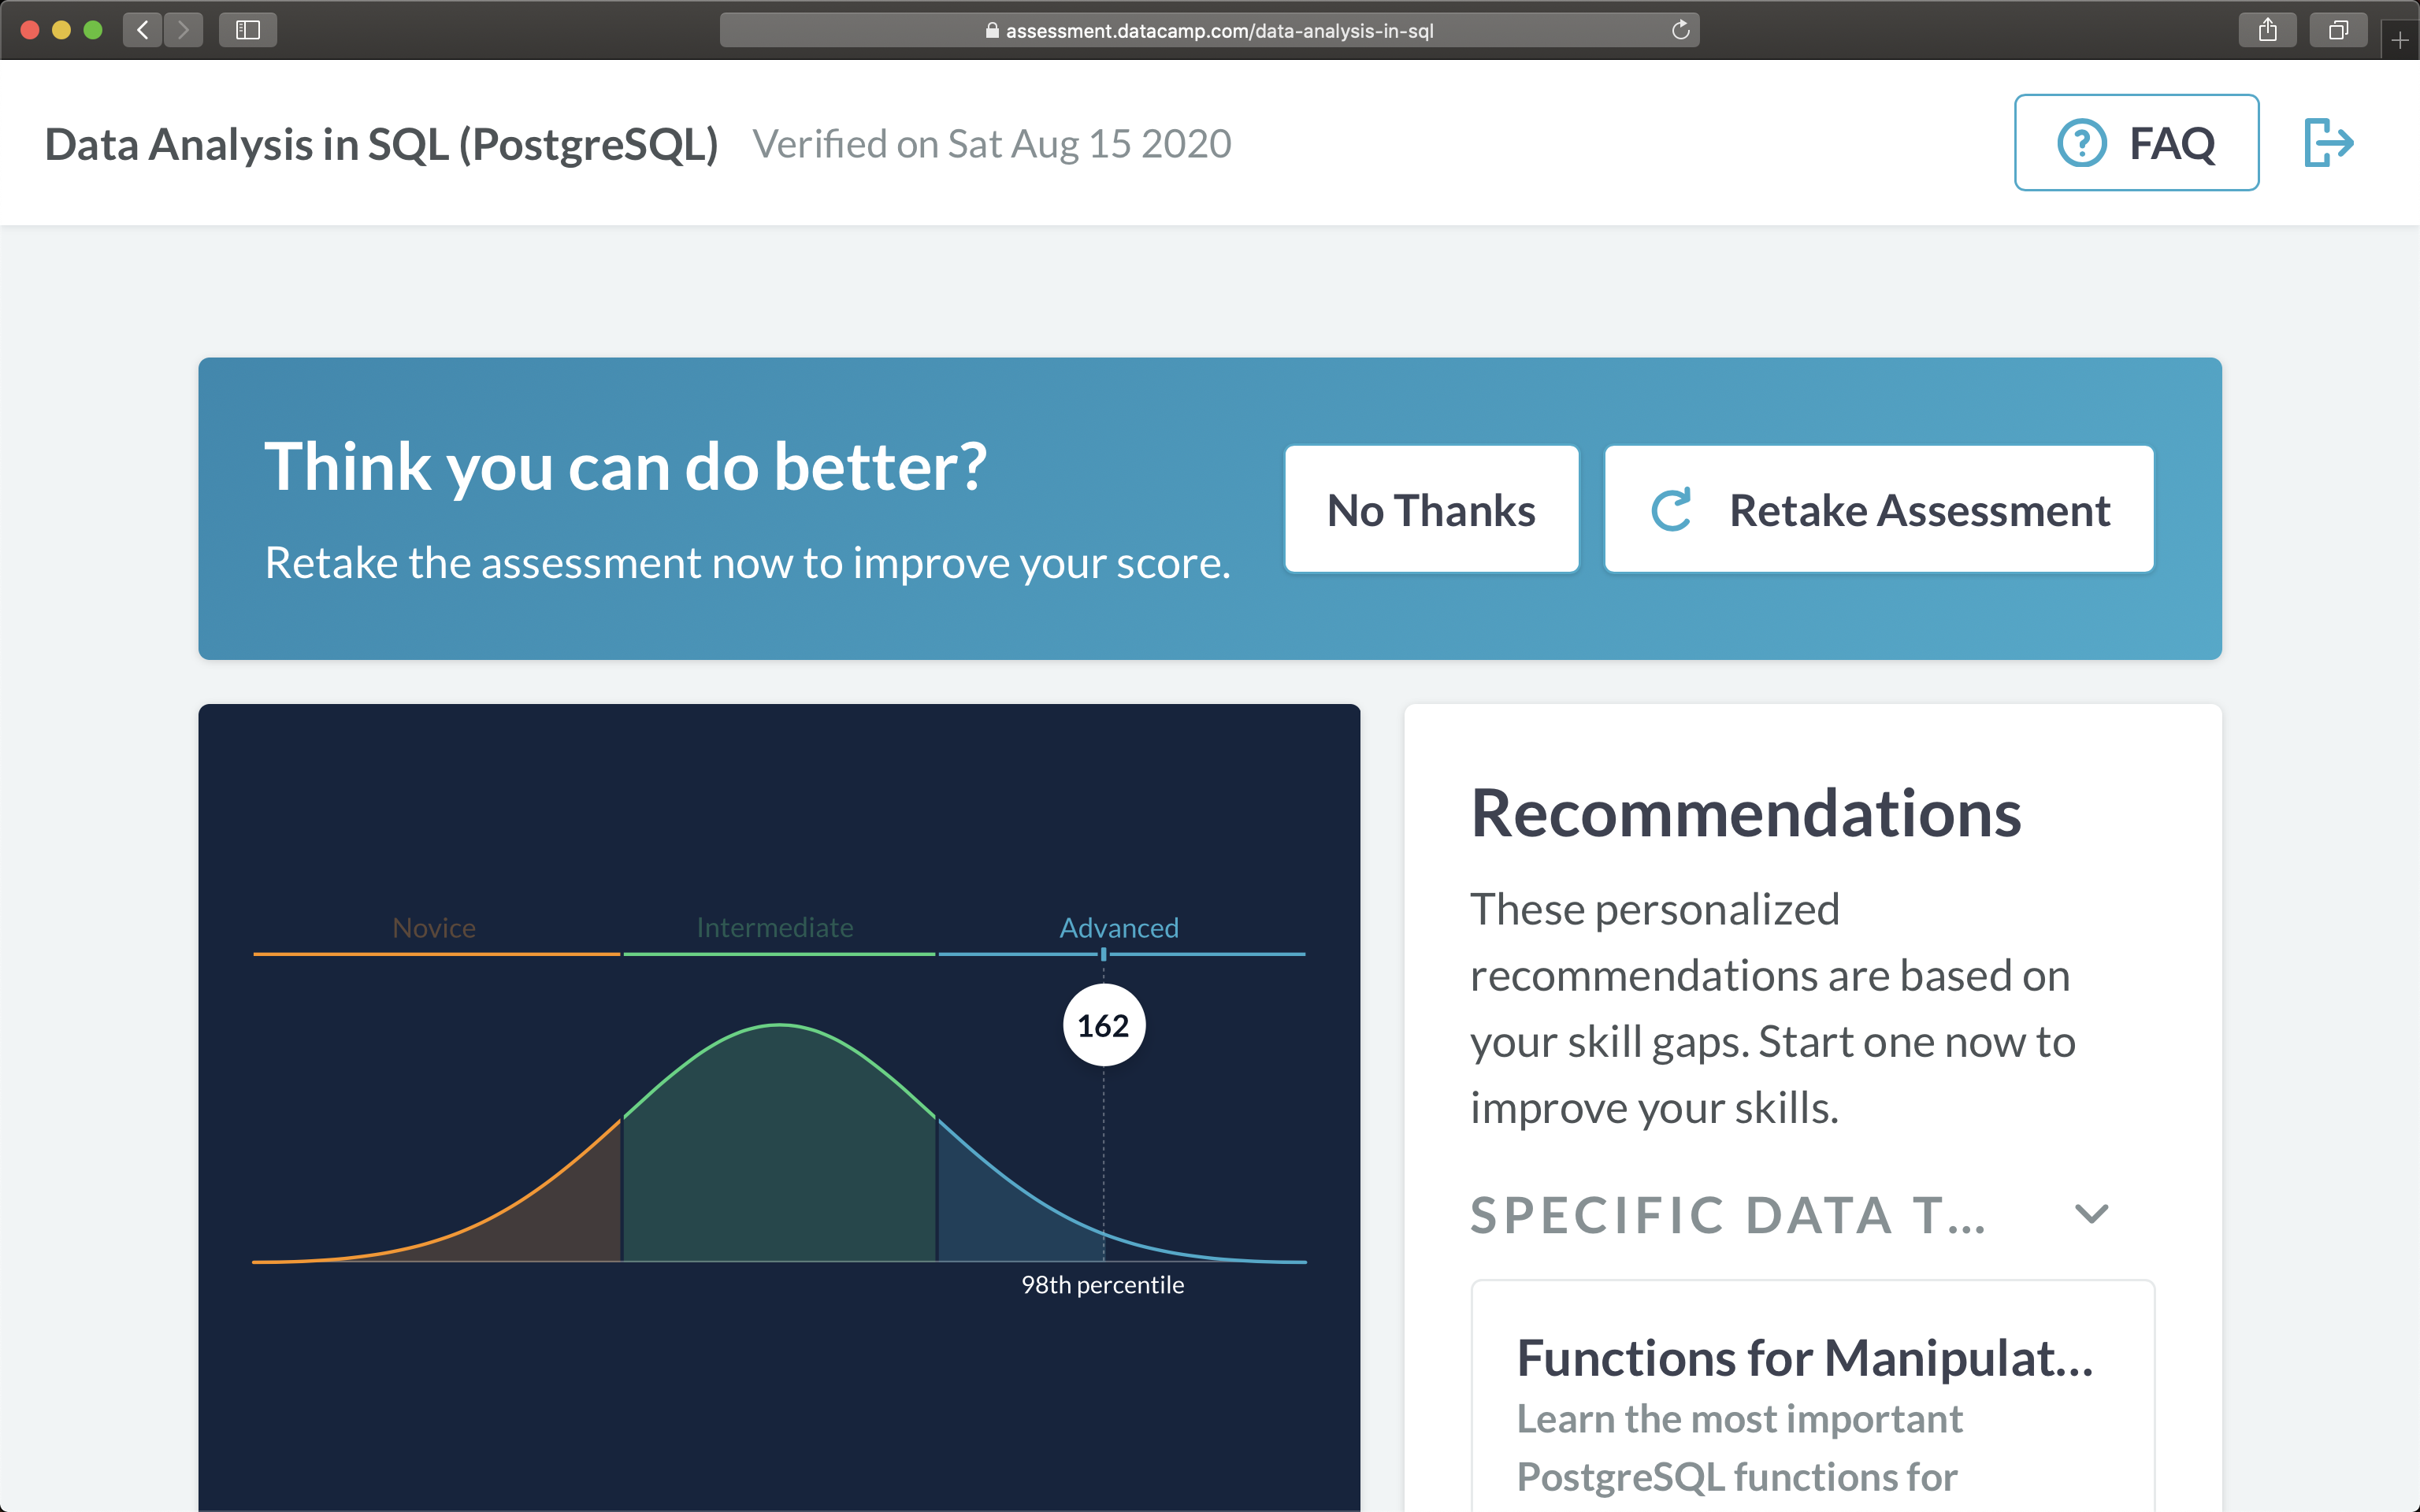 assessment.datacamp.com/data-analysis-in-sql
Data Analysis in SQL (PostgreSQL) Verified on Sat Aug 15 2020
FAQ
Think you can do better?
Retake the assessment now to improve your score.
No Thanks
Retake Assessment
Novice
Intermediate
Advanced
162
98th percentile
Recommendations
These personalized
recommendations are based on
your skill gaps. Start one now to
improve your skills.
SPECIFIC DATA T...
Functions for Manipulat...
Learn the most important
PostgreSQL functions for